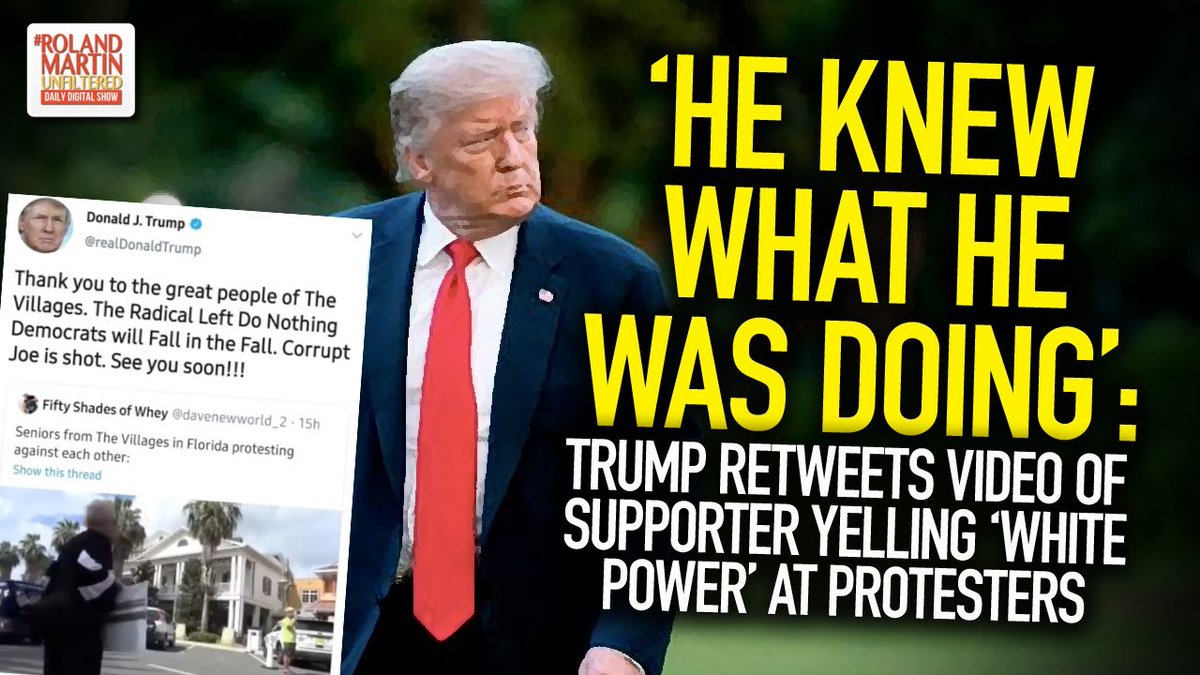 #ROLAND
MARTIN
UNFILTERED
DAILY DIGITAL SHOW
'HE KNEW
WHAT HE
WAS DOING':
TRUMP RETWEETS VIDEO OF
SUPPORTER YELLING 'WHITE
POWER' AT PROTESTERS
Donald J. Trump
@realDonaldTrump
Thank you to the great people of The
Villages. The Radical Left Do Nothing
Democrats will Fall in the Fall. Corrupt
Joe is shot. See you soon!!!
Fifty Shades of Whey @davenewworld_2 · 15h
Seniors from The Villages in Florida protesting
against each other:
Show this thread